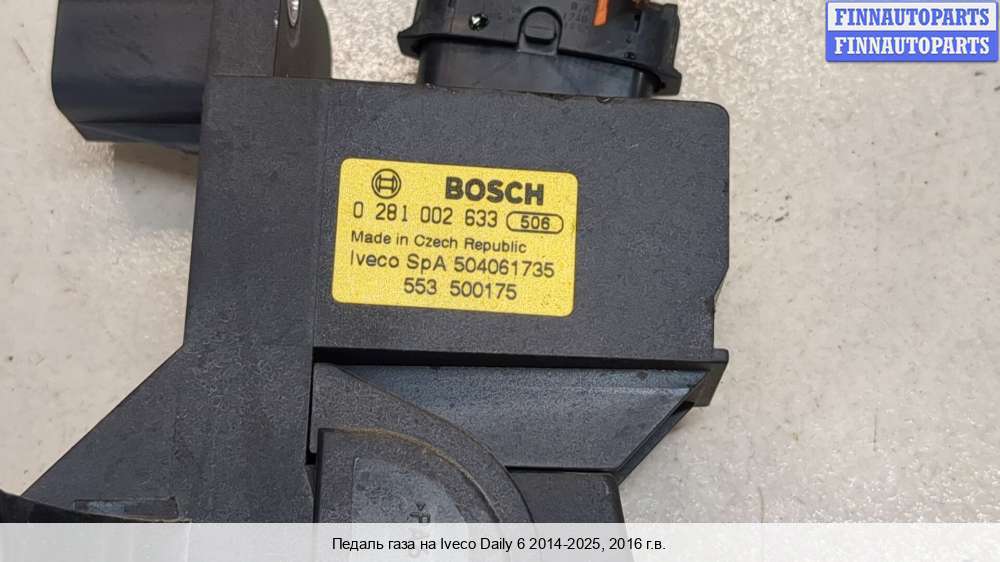 FINNAUTOPARTS
FINNAUTOPARTS
BOSCH
0 281 002 633 506
Made in Czech Republic
Iveco SpA 504061735
553 500175
Педаль газа на Iveco Daily 6 2014-2025, 2016 г.в.